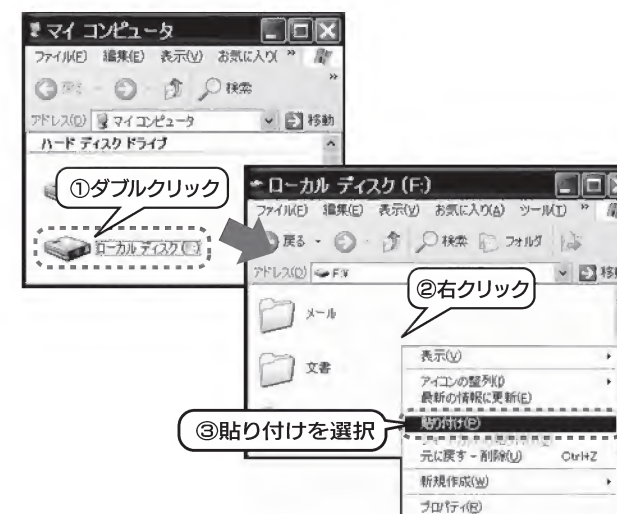 マイ コンピュータ
ファイル(F) 編集(E) 表示(V) お気に入り( »
戻る 検索 »
アドレス(D) マイ コンピュータ 移動
ハード ディスク ドライブ
①ダブルクリック
ローカル ディスク (
ローカル ディスク (F:)
ファイル(F) 編集(E) 表示(V) お気に入り(A) ツール(T) »
戻る 検索 フォルダ
アドレス(D) F:¥ 移動
②右クリック
メール
文書
表示(V)
アイコンの整列(I)
最新の情報に更新(E)
③貼り付けを選択
貼り付け(P)
元に戻す - 削除(U) Ctrl+Z
新規作成(W)
プロパティ(R)